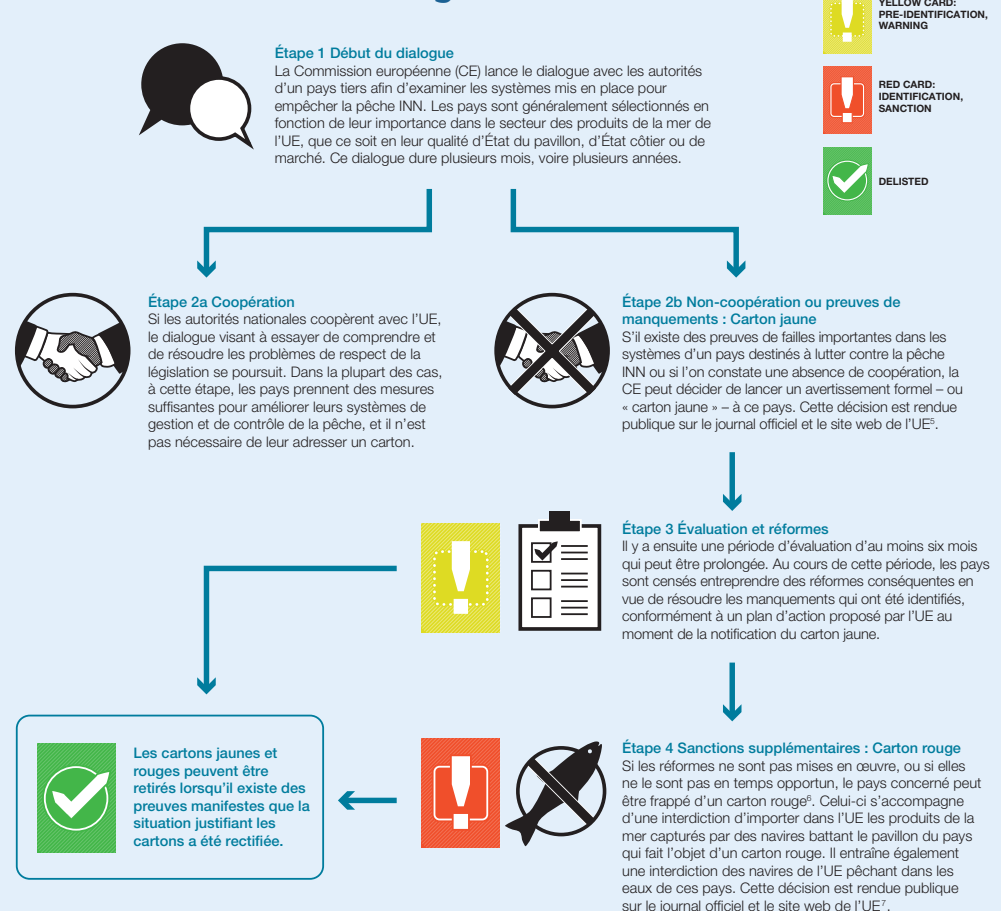 YELLOW CARD:
PRE-IDENTIFICATION,
WARNING
RED CARD:
IDENTIFICATION,
SANCTION
DELISTED
Étape 1 Début du dialogue
La Commission européenne (CE) lance le dialogue avec les autorités
d'un pays tiers afin d'examiner les systèmes mis en place pour
empêcher la pêche INN. Les pays sont généralement sélectionnés en
fonction de leur importance dans le secteur des produits de la mer de
l'UE, que ce soit en leur qualité d'État du pavillon, d'État côtier ou de
marché. Ce dialogue dure plusieurs mois, voire plusieurs années.
Étape 2a Coopération
Si les autorités nationales coopèrent avec l'UE,
le dialogue visant à essayer de comprendre et
de résoudre les problèmes de respect de la
législation se poursuit. Dans la plupart des cas,
à cette étape, les pays prennent des mesures
suffisantes pour améliorer leurs systèmes de
gestion et de contrôle de la pêche, et il n'est
pas nécessaire de leur adresser un carton.
Étape 2b Non-coopération ou preuves de
manquements : Carton jaune
S'il existe des preuves de failles importantes dans les
systèmes d'un pays destinés à lutter contre la pêche
INN ou si l'on constate une absence de coopération, la
CE peut décider de lancer un avertissement formel – ou
« carton jaune » – à ce pays. Cette décision est rendue
publique sur le journal officiel et le site web de l'UE⁵.
Étape 3 Évaluation et réformes
Il y a ensuite une période d'évaluation d'au moins six mois
qui peut être prolongée. Au cours de cette période, les pays
sont censés entreprendre des réformes conséquentes en
vue de résoudre les manquements qui ont été identifiés,
conformément à un plan d'action proposé par l'UE au
moment de la notification du carton jaune.
Les cartons jaunes et
rouges peuvent être
retirés lorsqu'il existe des
preuves manifestes que la
situation justifiant les
cartons a été rectifiée.
Étape 4 Sanctions supplémentaires : Carton rouge
Si les réformes ne sont pas mises en œuvre, ou si elles
ne le sont pas en temps opportun, le pays concerné peut
être frappé d'un carton rouge⁶. Celui-ci s'accompagne
d'une interdiction d'importer dans l'UE les produits de la
mer capturés par des navires battant le pavillon du pays
qui fait l'objet d'un carton rouge. Il entraîne également
une interdiction des navires de l'UE pêchant dans les
eaux de ces pays. Cette décision est rendue publique
sur le journal officiel et le site web de l'UE⁷.